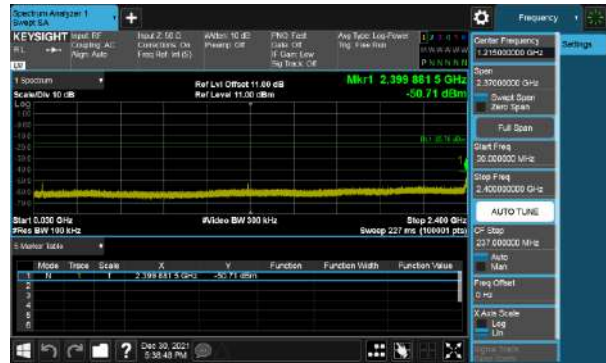 Spectrum Analyzer 1
Swept SA
KEYSIGHT
Input: RF
Coupling: AC
Align: Auto
Input Z: 50 Ω
Corrections: On
Freq Ref: Int (S)
Atten: 10 dB
Preamp: Off
PNO: Fast
Gate: Off
IF Gain: Low
Sig Track: Off
Avg Type: Log-Power
Trig: Free Run
1 Spectrum
Scale/Div 10 dB
Log
Ref Lvl Offset 11.00 dB
Ref Level 11.00 dBm
Mkr1 2.399 881 5 GHz
-50.71 dBm
Start 0.030 GHz
#Res BW 100 kHz
#Video BW 300 kHz
Stop 2.400 GHz
Sweep 227 ms (100001 pts)
5 Marker Table
Mode Trace Scale X Y Function Function Width Function Value
1 N 1 f 2.399 881 5 GHz -50.71 dBm
2
3
4
5
6
Dec 30, 2021
5:38:48 PM
Frequency
Settings
Center Frequency
1.215000000 GHz
Span
2.37000000 GHz
Swept Span
Zero Span
Full Span
Start Freq
30.000000 MHz
Stop Freq
2.400000000 GHz
AUTO TUNE
CF Step
237.000000 MHz
Auto
Man
Freq Offset
0 Hz
X Axis Scale
Log
Lin